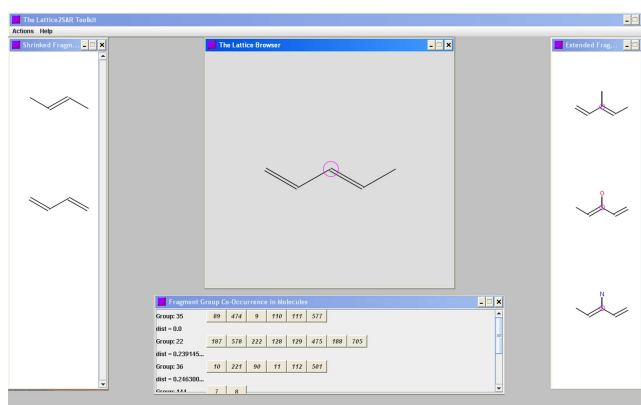 The Lattice2SAR Toolkit
Actions Help
Shrinked Fragm...
The Lattice Browser
Extended Frag...
O
N
Fragment Group Co-Occurrence in Molecules
Group: 35 89 474 9 110 111 577
dist = 0.0
Group: 22 187 578 222 128 129 475 188 705
dist = 0.239145...
Group: 36 10 221 90 11 112 501
dist = 0.246300...
Group: 144 7 8